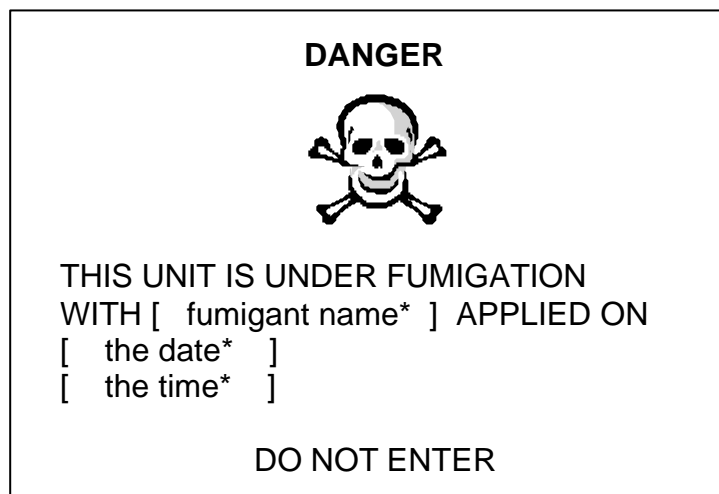 DANGER
THIS UNIT IS UNDER FUMIGATION
WITH [ fumigant name* ] APPLIED ON
[ the date* ]
[ the time* ]
DO NOT ENTER